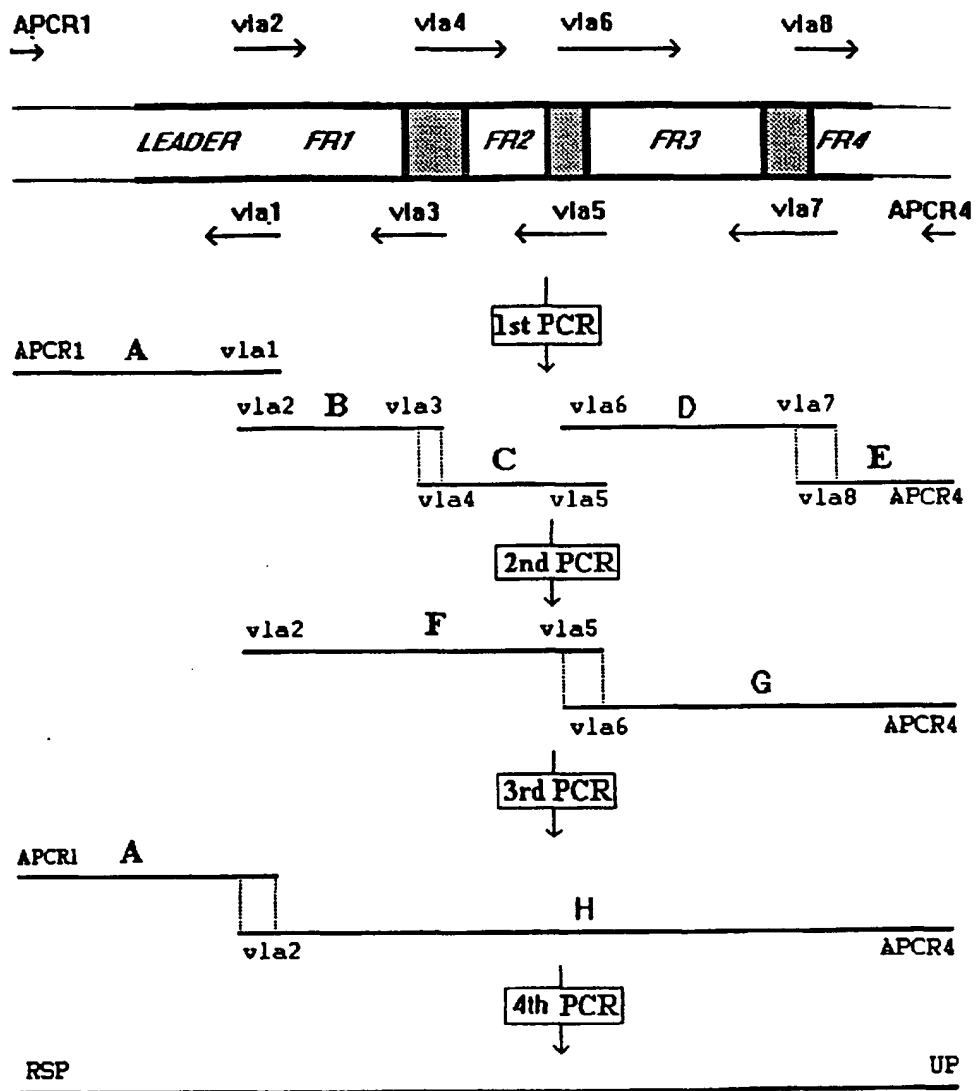 APCR1 vla2 vla4 vla6 vla8
LEADER FR1 FR2 FR3 FR4
vla1 vla3 vla5 vla7 APCR4
1st PCR
APCR1 A vla1
vla2 B vla3 vla6 D vla7
C E
vla4 vla5 vla8 APCR4
2nd PCR
vla2 F vla5
G
vla6 APCR4
3rd PCR
APCR1 A
H
vla2 APCR4
4th PCR
RSP UP